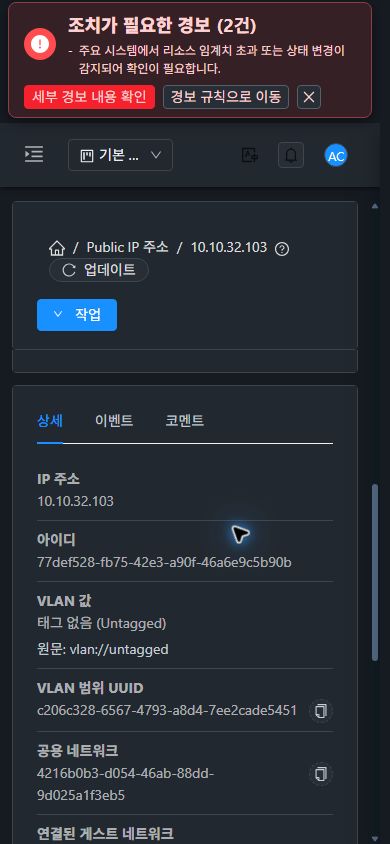 조치가 필요한 경보 (2건)
- 주요 시스템에서 리소스 임계치 초과 또는 상태 변경이
감지되어 확인이 필요합니다.
세부 경보 내용 확인
경보 규칙으로 이동
기본 ...
AC
/ Public IP 주소 / 10.10.32.103
업데이트
작업
상세
이벤트
코멘트
IP 주소
10.10.32.103
아이디
77def528-fb75-42e3-a90f-46a6e9c5b90b
VLAN 값
태그 없음 (Untagged)
원문: vlan://untagged
VLAN 범위 UUID
c206c328-6567-4793-a8d4-7ee2cade5451
공용 네트워크
4216b0b3-d054-46ab-88dd-
9d025a1f3eb5
연결된 게스트 네트워크